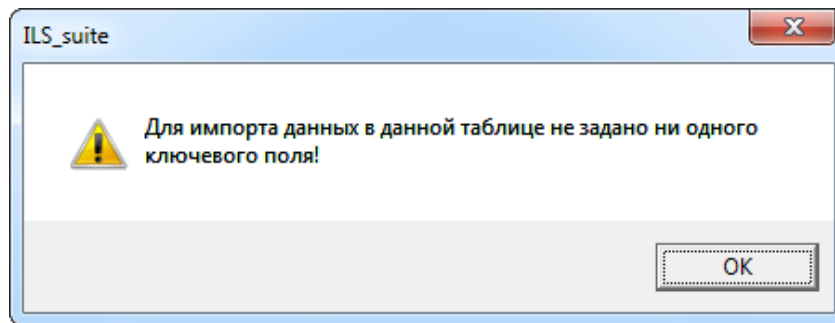 ILS_suite
Для импорта данных в данной таблице не задано ни одного
ключевого поля!
OK